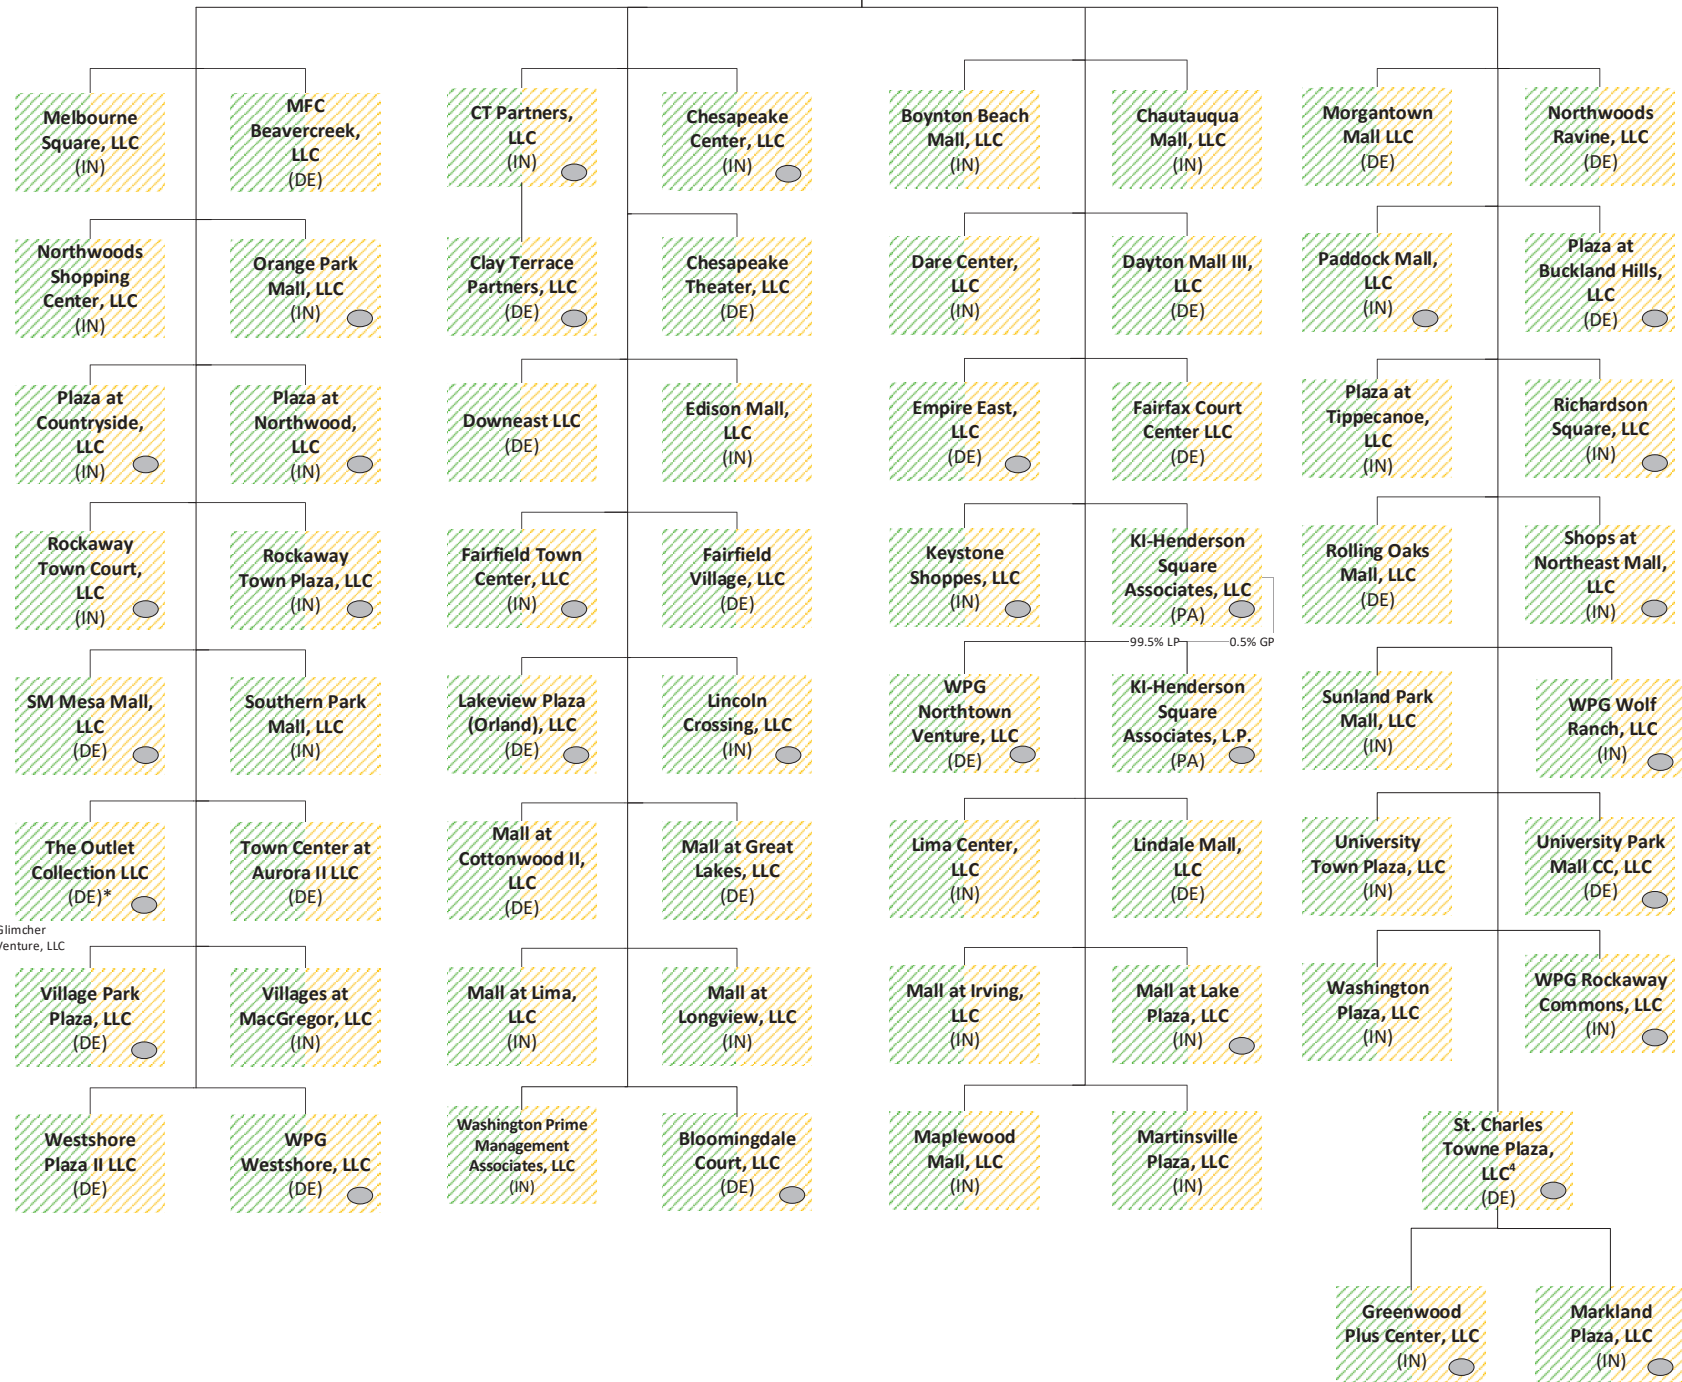 Melbourne
Square, LLC
(IN)
MFC
Beavercreek,
LLC
(DE)
CT Partners,
LLC
(IN)
Chesapeake
Center, LLC
(IN)
Boynton Beach
Mall, LLC
(IN)
Chautauqua
Mall, LLC
(IN)
Morgantown
Mall LLC
(DE)
Northwoods
Ravine, LLC
(DE)
Northwoods
Shopping
Center, LLC
(IN)
Orange Park
Mall, LLC
(IN)
Clay Terrace
Partners, LLC
(DE)
Chesapeake
Theater, LLC
(DE)
Dare Center,
LLC
(IN)
Dayton Mall III,
LLC
(DE)
Paddock Mall,
LLC
(IN)
Plaza at
Buckland Hills,
LLC
(DE)
Plaza at
Countryside,
LLC
(IN)
Plaza at
Northwood,
LLC
(IN)
Downeast LLC
(DE)
Edison Mall,
LLC
(IN)
Empire East,
LLC
(DE)
Fairfax Court
Center LLC
(DE)
Plaza at
Tippecanoe,
LLC
(IN)
Richardson
Square, LLC
(IN)
Rockaway
Town Court,
LLC
(IN)
Rockaway
Town Plaza, LLC
(IN)
Fairfield Town
Center, LLC
(IN)
Fairfield
Village, LLC
(DE)
Keystone
Shoppes, LLC
(IN)
KI-Henderson
Square
Associates, LLC
(PA)
Rolling Oaks
Mall, LLC
(DE)
Shops at
Northeast Mall,
LLC
(IN)
99.5% LP
0.5% GP
SM Mesa Mall,
LLC
(DE)
Southern Park
Mall, LLC
(IN)
Lakeview Plaza
(Orland), LLC
(DE)
Lincoln
Crossing, LLC
(IN)
WPG
Northtown
Venture, LLC
(DE)
KI-Henderson
Square
Associates, L.P.
(PA)
Sunland Park
Mall, LLC
(IN)
WPG Wolf
Ranch, LLC
(IN)
The Outlet
Collection LLC
(DE)*
Town Center at
Aurora II LLC
(DE)
Mall at
Cottonwood II,
LLC
(DE)
Mall at Great
Lakes, LLC
(DE)
Lima Center,
LLC
(IN)
Lindale Mall,
LLC
(DE)
University
Town Plaza, LLC
(IN)
University Park
Mall CC, LLC
(DE)
Glimcher
Venture, LLC
Village Park
Plaza, LLC
(DE)
Villages at
MacGregor, LLC
(IN)
Mall at Lima,
LLC
(IN)
Mall at
Longview, LLC
(IN)
Mall at Irving,
LLC
(IN)
Mall at Lake
Plaza, LLC
(IN)
Washington
Plaza, LLC
(IN)
WPG Rockaway
Commons, LLC
(IN)
Westshore
Plaza II LLC
(DE)
WPG
Westshore, LLC
(DE)
Washington Prime
Management
Associates, LLC
(IN)
Bloomingdale
Court, LLC
(DE)
Maplewood
Mall, LLC
(IN)
Martinsville
Plaza, LLC
(IN)
St. Charles
Towne Plaza,
LLC⁴
(DE)
Greenwood
Plus Center, LLC
(IN)
Markland
Plaza, LLC
(IN)